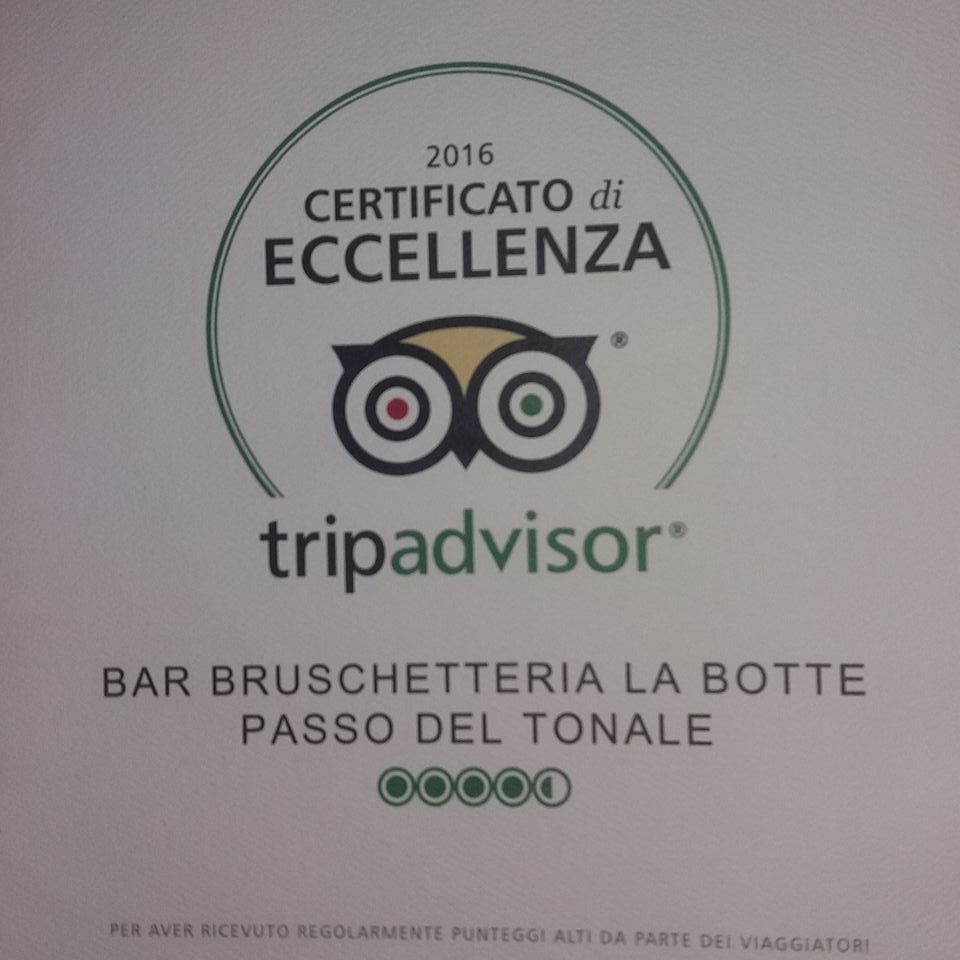 2016
CERTIFICATO di
ECCELLENZA
®
tripadvisor®
BAR BRUSCHETTERIA LA BOTTE
PASSO DEL TONALE
PER AVER RICEVUTO REGOLARMENTE PUNTEGGI ALTI DA PARTE DEI VIAGGIATORI